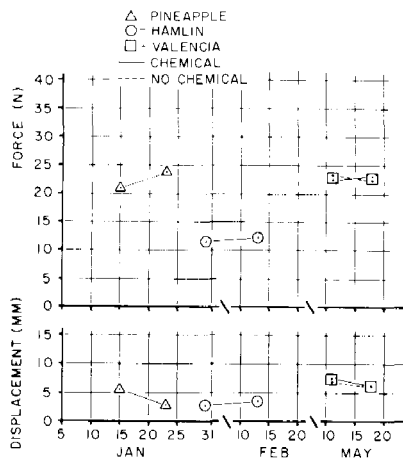 PINEAPPLE
HAMLIN
VALENCIA
CHEMICAL
NO CHEMICAL
FORCE (N)
40
35
30
25
20
15
10
5
0
DISPLACEMENT (MM)
15
10
5
0
5 10 15 20 25 31 10 15 20 10 15 20
JAN FEB MAY